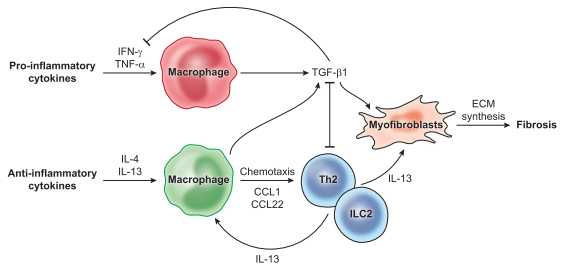 IFN-γ
TNF-α
Pro-inflammatory
cytokines
Macrophage
TGF-β1
Myofibroblasts
ECM
synthesis
Fibrosis
Anti-inflammatory
cytokines
IL-4
IL-13
Macrophage
Chemotaxis
CCL1
CCL22
Th2
ILC2
IL-13
IL-13